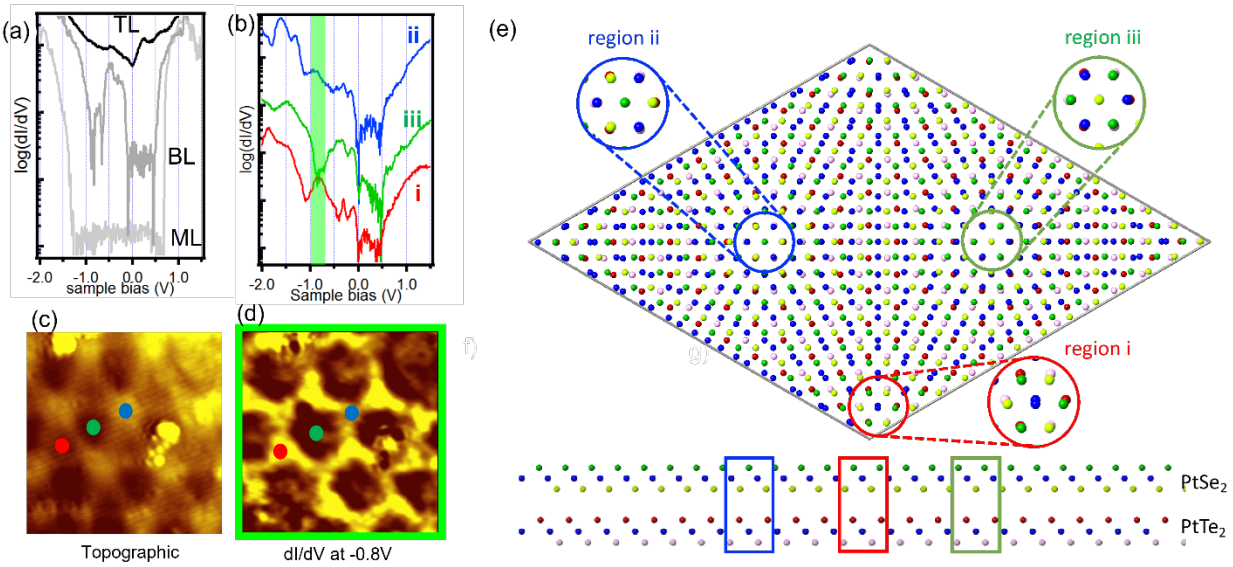 (a)
TL
BL
ML
log(dI/dV)
-2.0 -1.0 0.0 1.0
sample bias (V)
(b)
ii
iii
i
log(dI/dV)
-2.0 -1.0 0.0 1.0
Sample bias (V)
(c)
Topographic
(d)
dI/dV at -0.8V
f)
(e)
region ii
region iii
g)
region i
PtSe2
PtTe2